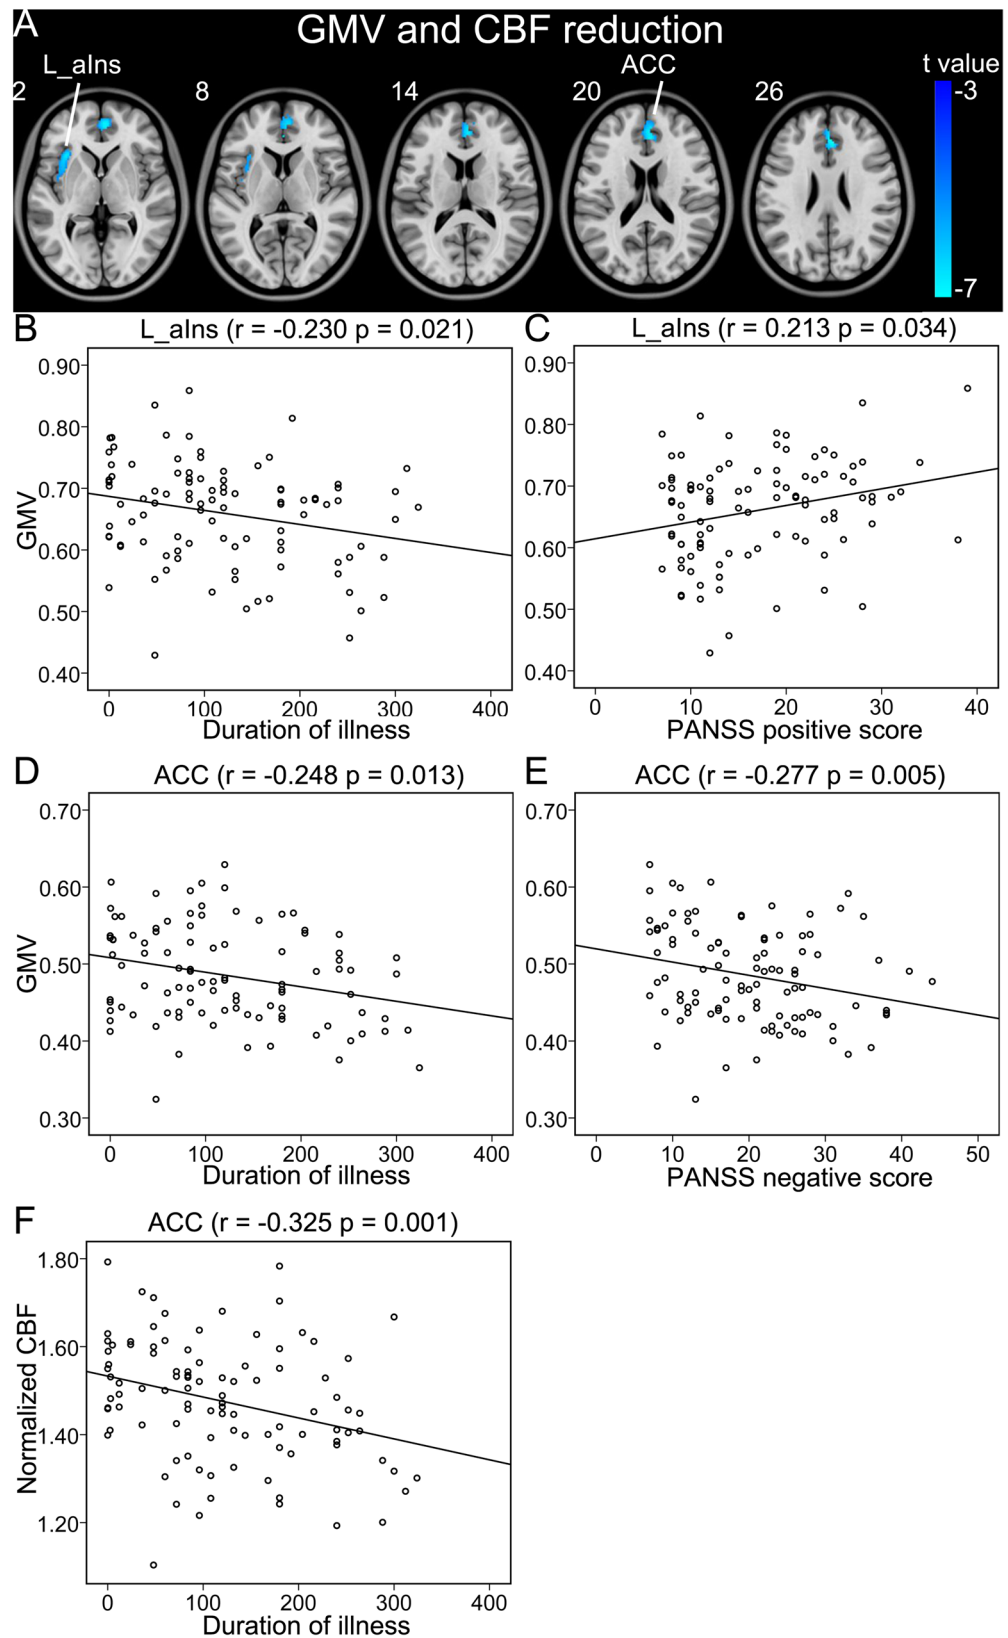 A
GMV and CBF reduction
L_aIns
ACC
t value
2
8
14
20
26
-3
-7
B
L_aIns (r = -0.230 p = 0.021)
0.90
0.80
0.70
0.60
0.50
0.40
GMV
0
100
200
300
400
Duration of illness
C
L_aIns (r = 0.213 p = 0.034)
0.90
0.80
0.70
0.60
0.50
0.40
0
10
20
30
40
PANSS positive score
D
ACC (r = -0.248 p = 0.013)
0.70
0.60
0.50
0.40
0.30
GMV
0
100
200
300
400
Duration of illness
E
ACC (r = -0.277 p = 0.005)
0.70
0.60
0.50
0.40
0.30
0
10
20
30
40
50
PANSS negative score
F
ACC (r = -0.325 p = 0.001)
1.80
1.60
1.40
1.20
Normalized CBF
0
100
200
300
400
Duration of illness